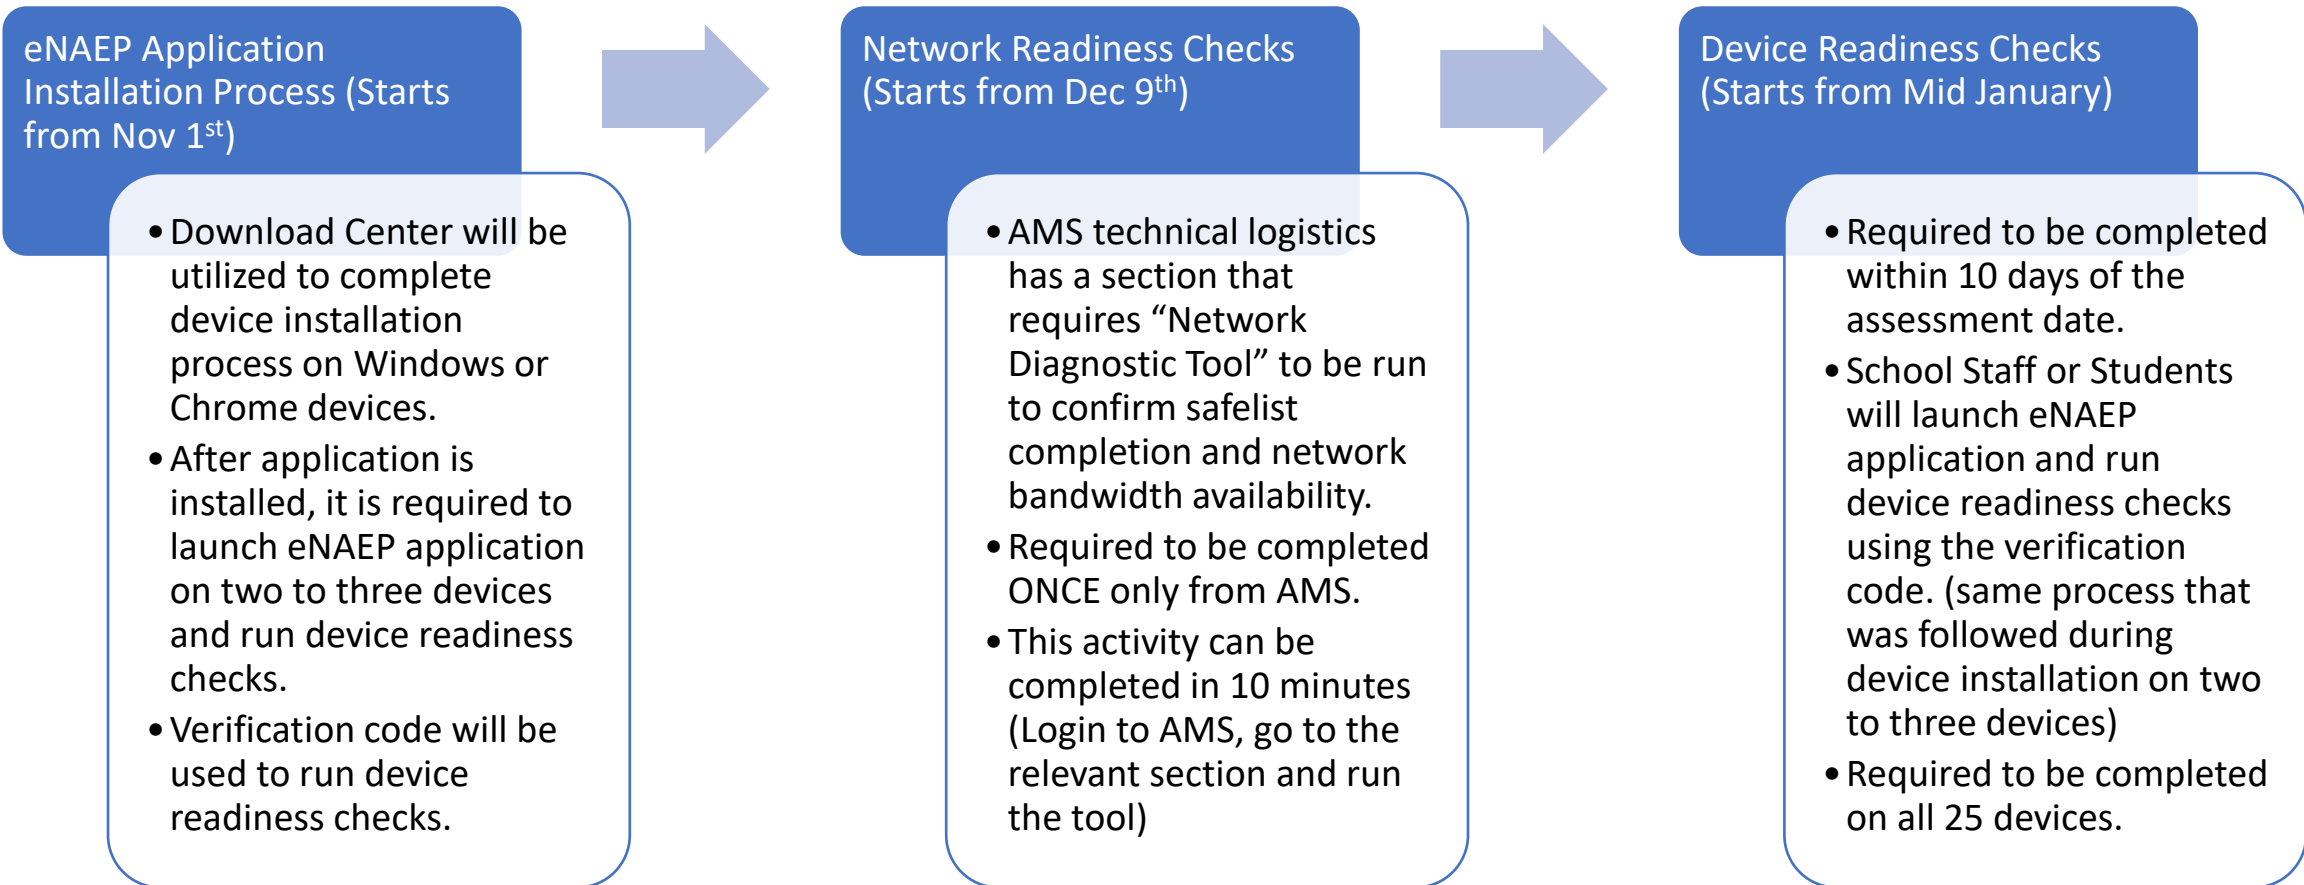 eNAEP Application
Installation Process (Starts
from Nov 1st)
• Download Center will be
utilized to complete
device installation
process on Windows or
Chrome devices.
• After application is
installed, it is required to
launch eNAEP application
on two to three devices
and run device readiness
checks.
• Verification code will be
used to run device
readiness checks.
Network Readiness Checks
(Starts from Dec 9th)
• AMS technical logistics
has a section that
requires “Network
Diagnostic Tool” to be run
to confirm safelist
completion and network
bandwidth availability.
• Required to be completed
ONCE only from AMS.
• This activity can be
completed in 10 minutes
(Login to AMS, go to the
relevant section and run
the tool)
Device Readiness Checks
(Starts from Mid January)
• Required to be completed
within 10 days of the
assessment date.
• School Staff or Students
will launch eNAEP
application and run
device readiness checks
using the verification
code. (same process that
was followed during
device installation on two
to three devices)
• Required to be completed
on all 25 devices.